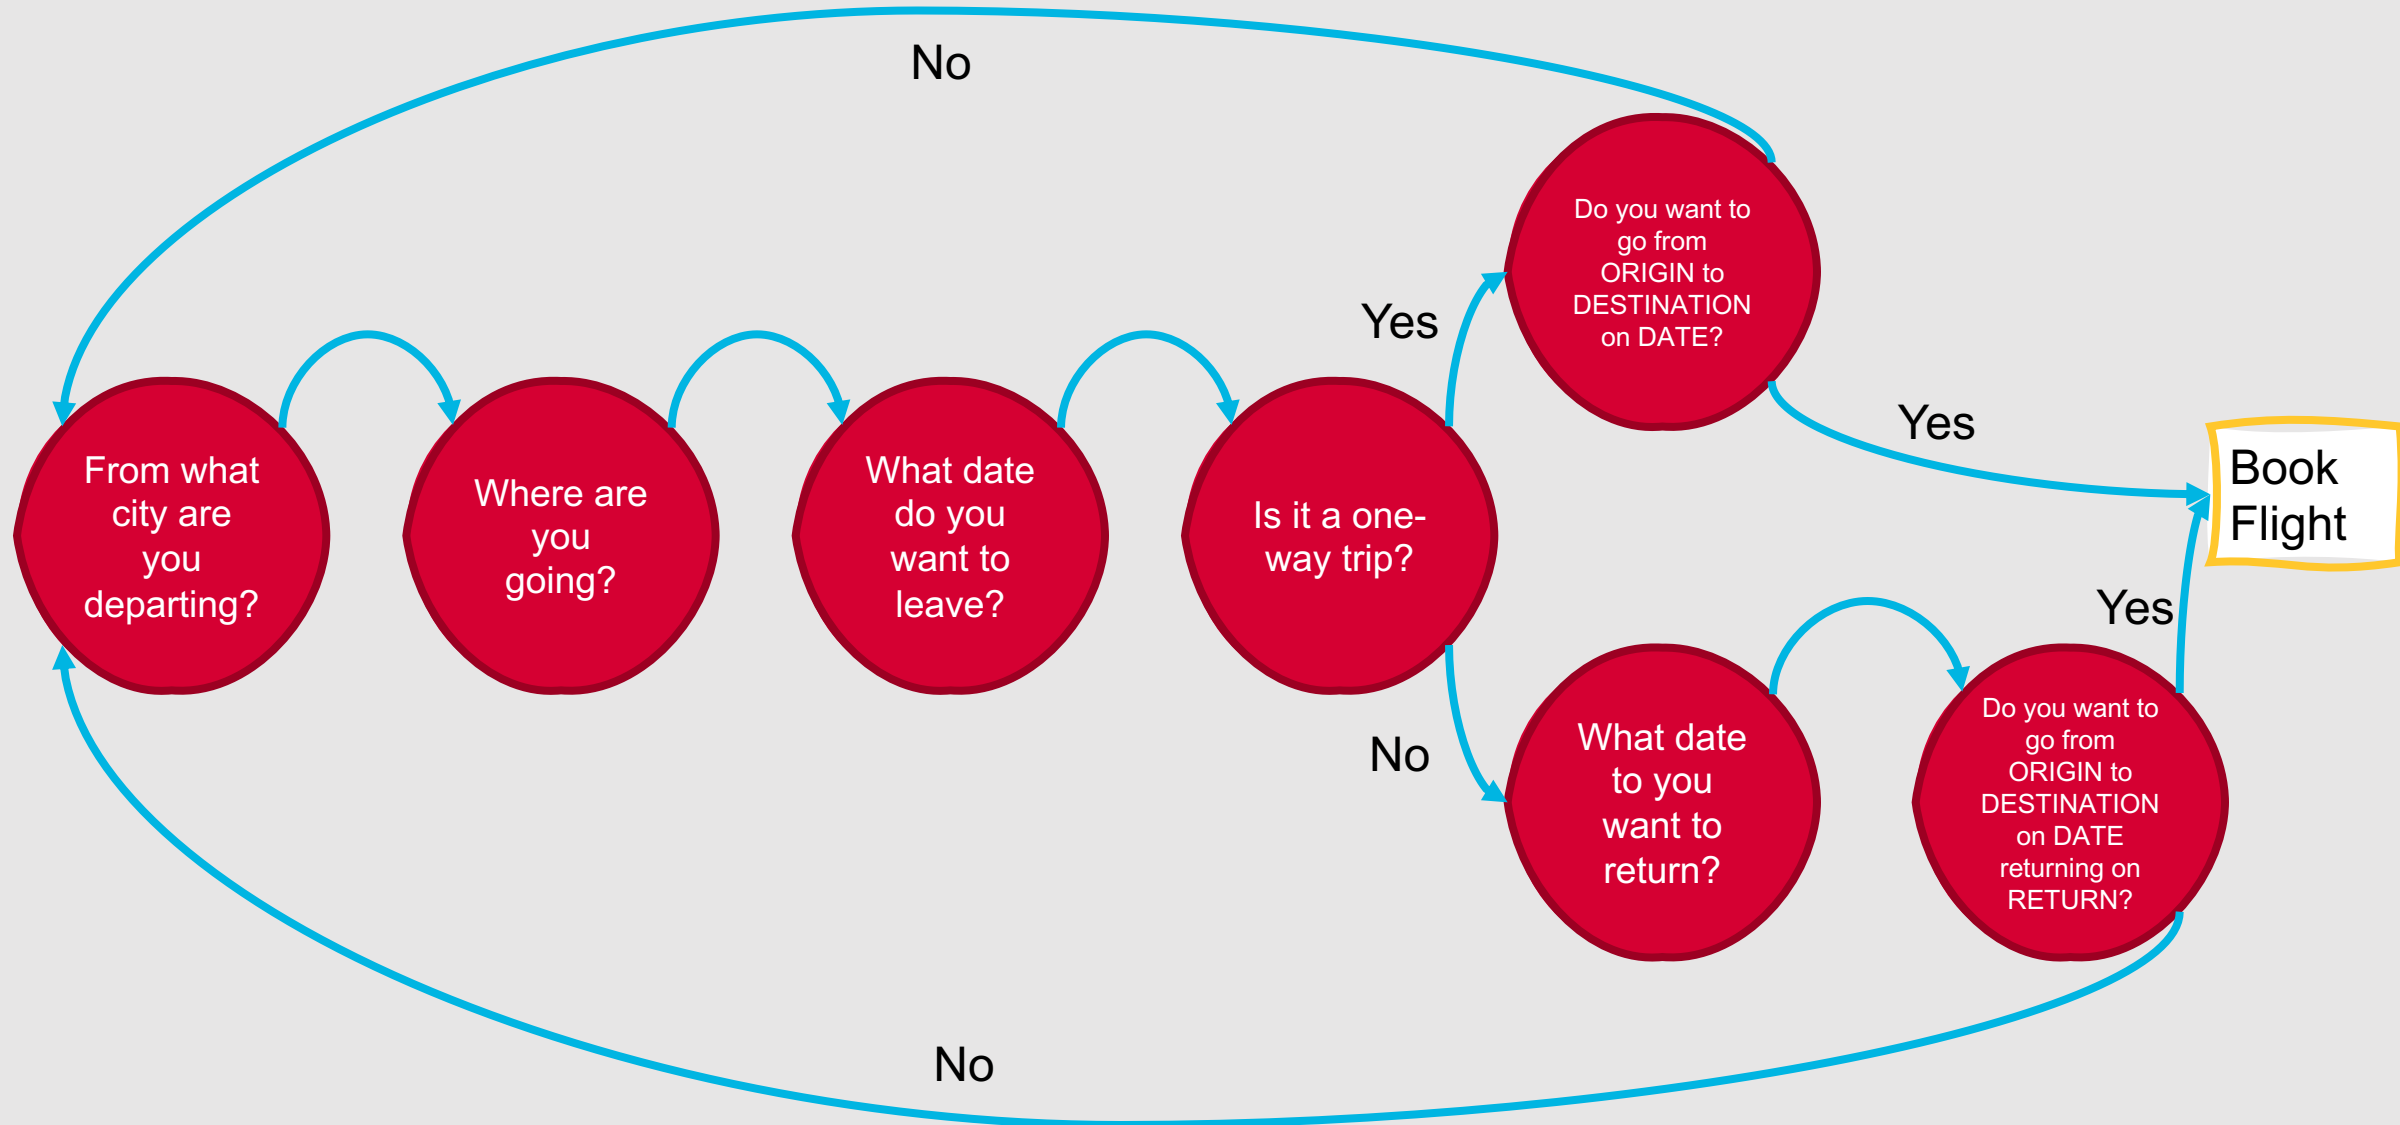 No
Do you want to
go from
ORIGIN to
DESTINATION
on DATE?
Yes
Yes
From what
city are
you
departing?
Where are
you
going?
What date
do you
want to
leave?
Is it a one-
way trip?
Book
Flight
Yes
No
What date
to you
want to
return?
Do you want to
go from
ORIGIN to
DESTINATION
on DATE
returning on
RETURN?
No